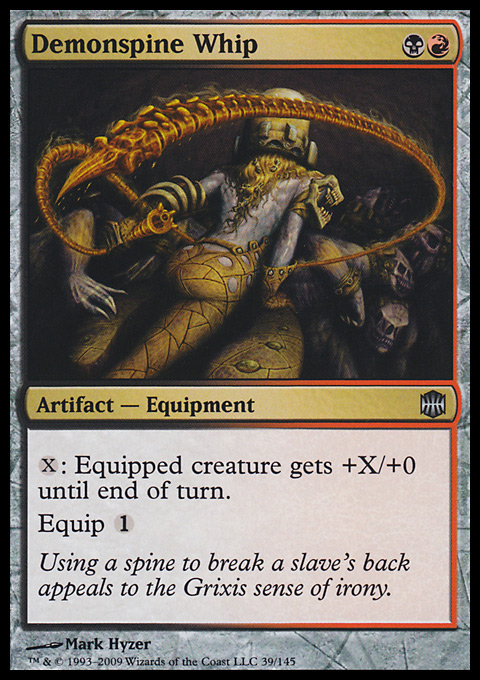 Demonspine Whip
Artifact — Equipment
X: Equipped creature gets +X/+0
until end of turn.
Equip 1
Using a spine to break a slave's back
appeals to the Grixis sense of irony.
Mark Hyzer
™ & © 1993–2009 Wizards of the Coast LLC 39/145